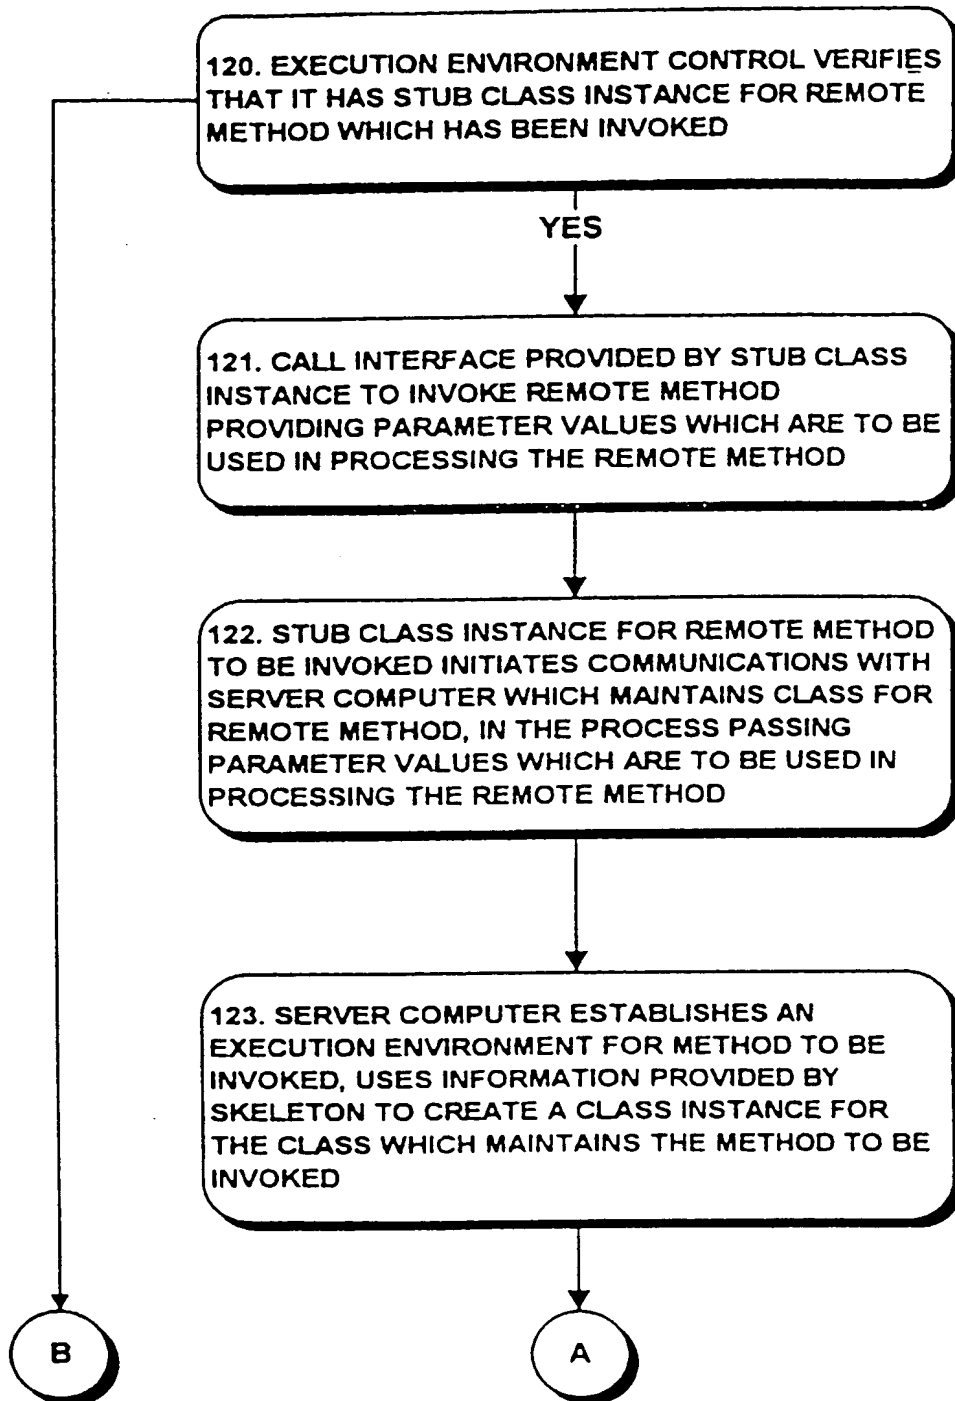 120. EXECUTION ENVIRONMENT CONTROL VERIFIES
THAT IT HAS STUB CLASS INSTANCE FOR REMOTE
METHOD WHICH HAS BEEN INVOKED
YES
121. CALL INTERFACE PROVIDED BY STUB CLASS
INSTANCE TO INVOKE REMOTE METHOD
PROVIDING PARAMETER VALUES WHICH ARE TO BE
USED IN PROCESSING THE REMOTE METHOD
122. STUB CLASS INSTANCE FOR REMOTE METHOD
TO BE INVOKED INITIATES COMMUNICATIONS WITH
SERVER COMPUTER WHICH MAINTAINS CLASS FOR
REMOTE METHOD, IN THE PROCESS PASSING
PARAMETER VALUES WHICH ARE TO BE USED IN
PROCESSING THE REMOTE METHOD
123. SERVER COMPUTER ESTABLISHES AN
EXECUTION ENVIRONMENT FOR METHOD TO BE
INVOKED, USES INFORMATION PROVIDED BY
SKELETON TO CREATE A CLASS INSTANCE FOR
THE CLASS WHICH MAINTAINS THE METHOD TO BE
INVOKED
B
A